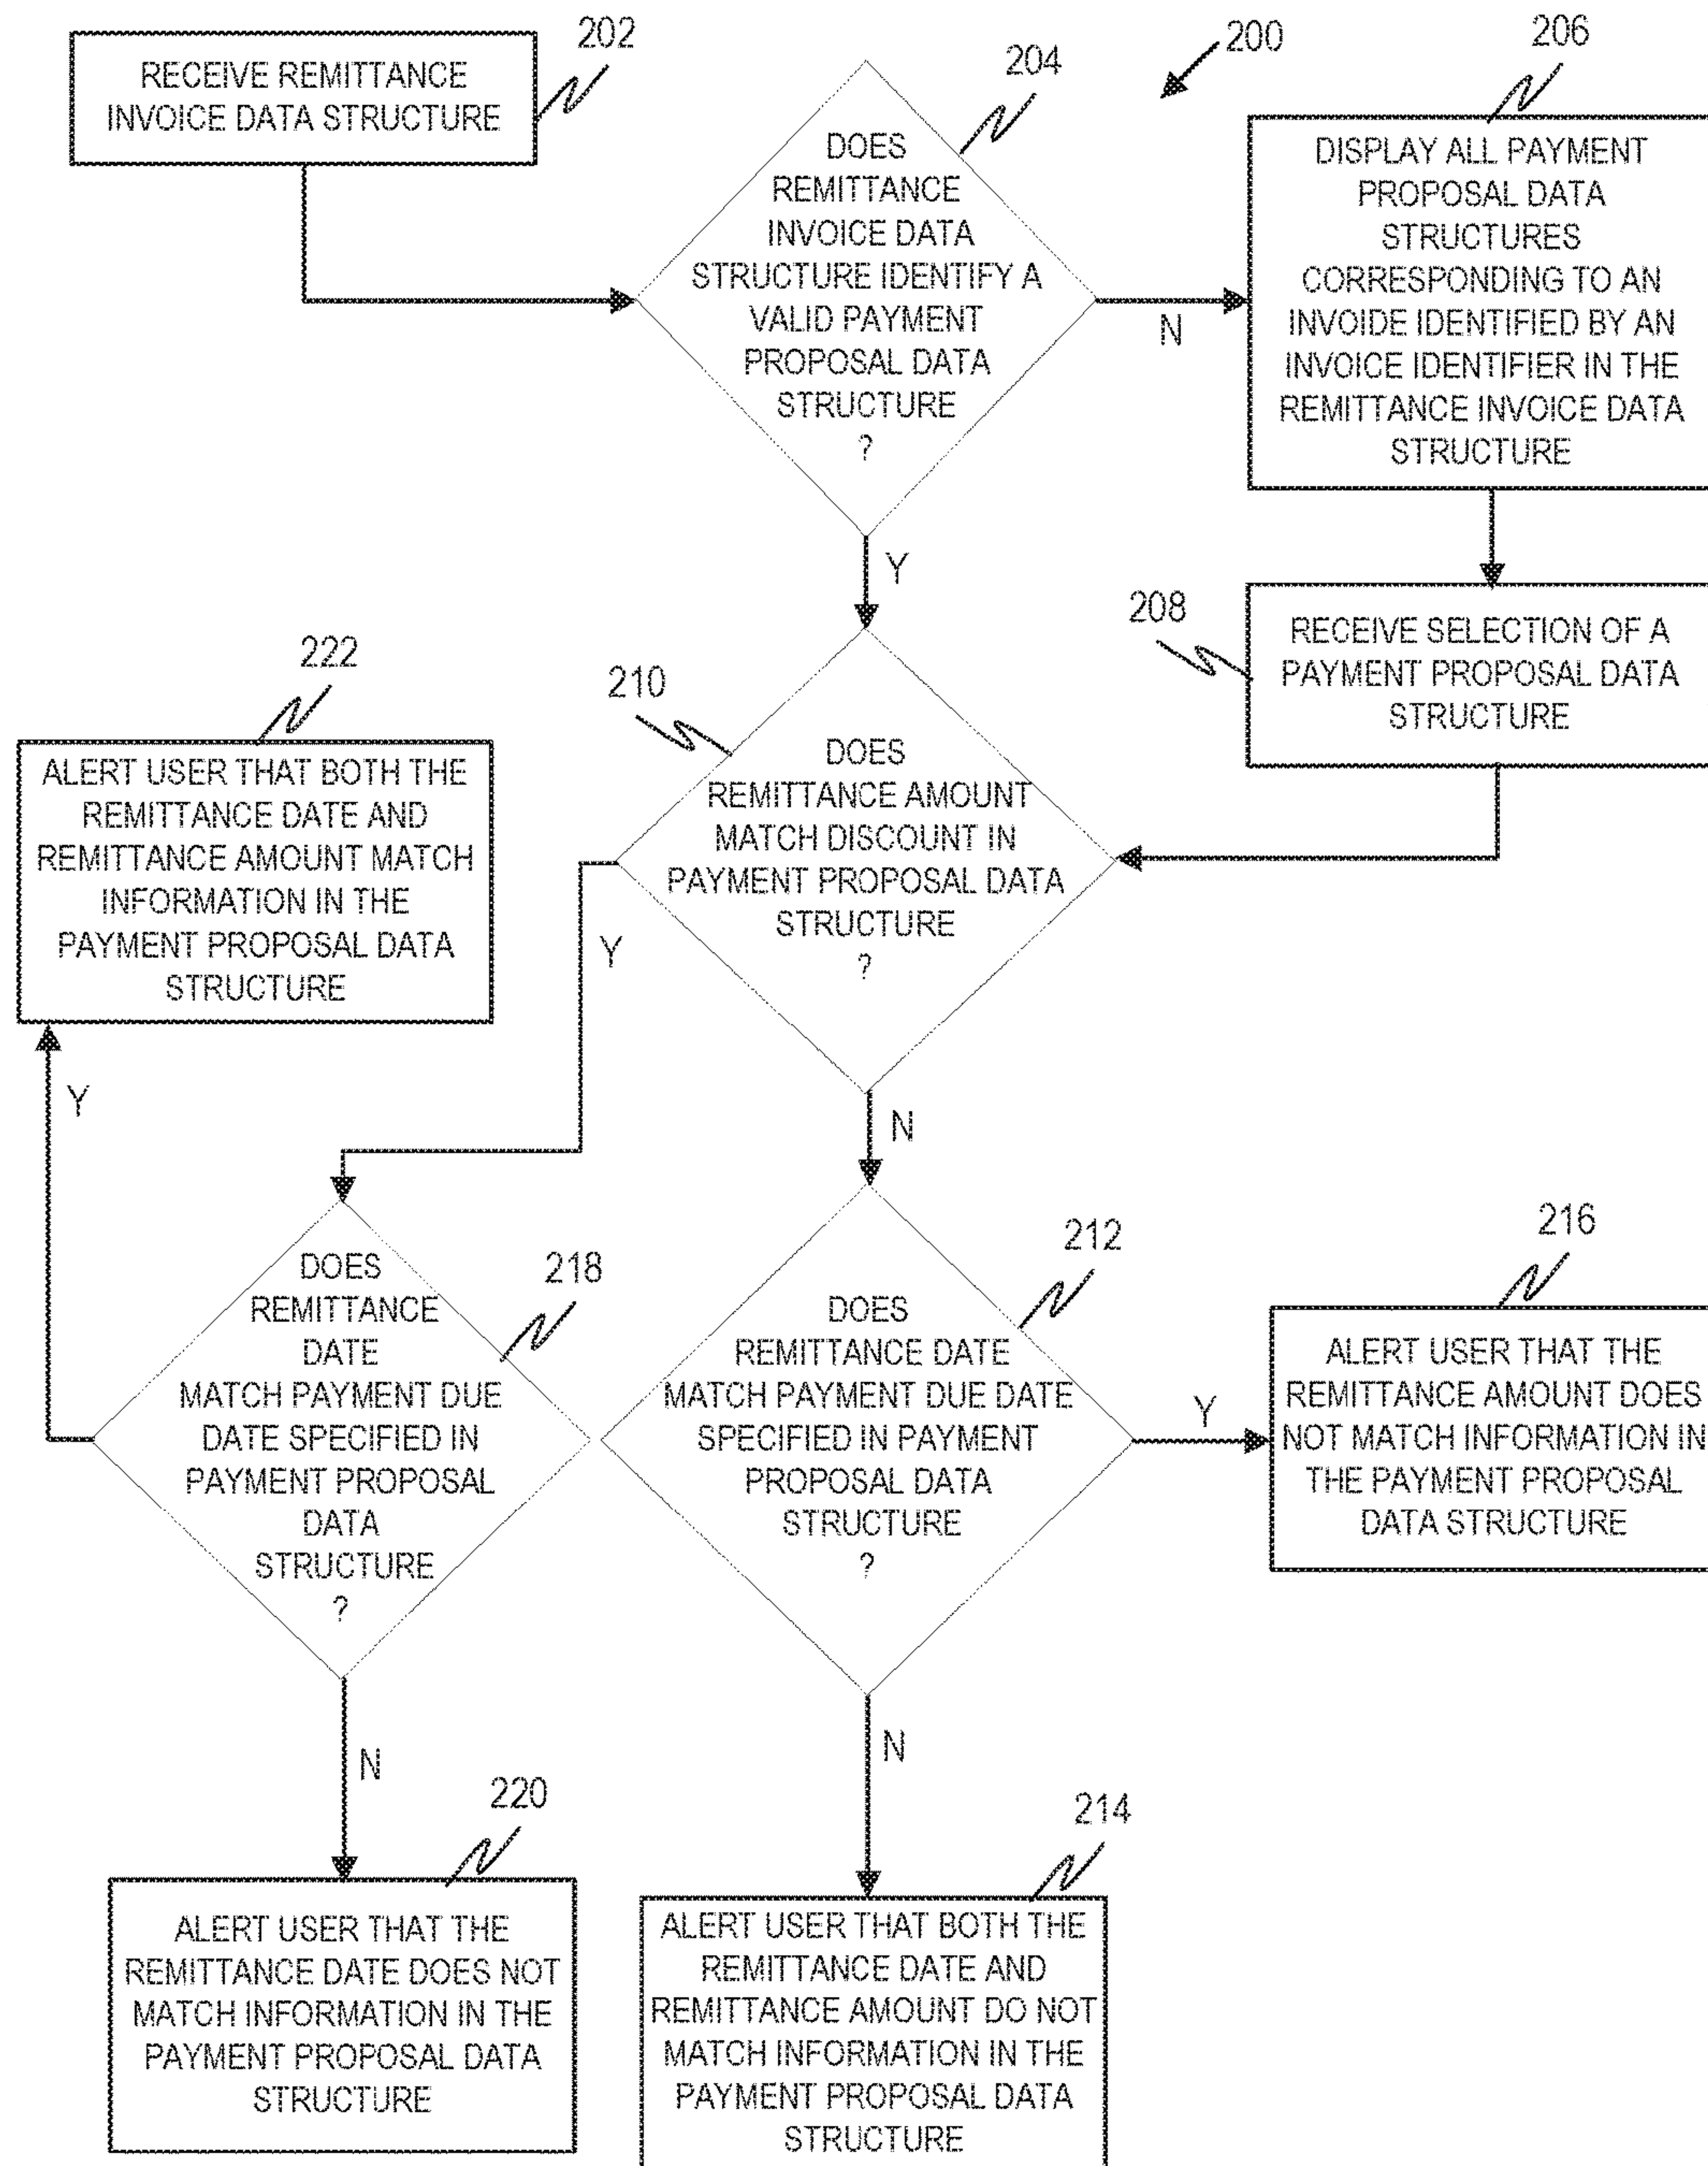 202
RECEIVE REMITTANCE
INVOICE DATA STRUCTURE
204
DOES
REMITTANCE
INVOICE DATA
STRUCTURE IDENTIFY A
VALID PAYMENT
PROPOSAL DATA
STRUCTURE
?
200
206
DISPLAY ALL PAYMENT
PROPOSAL DATA
STRUCTURES
CORRESPONDING TO AN
INVOIDE IDENTIFIED BY AN
INVOICE IDENTIFIER IN THE
REMITTANCE INVOICE DATA
STRUCTURE
N
Y
208
RECEIVE SELECTION OF A
PAYMENT PROPOSAL DATA
STRUCTURE
222
ALERT USER THAT BOTH THE
REMITTANCE DATE AND
REMITTANCE AMOUNT MATCH
INFORMATION IN THE
PAYMENT PROPOSAL DATA
STRUCTURE
210
DOES
REMITTANCE AMOUNT
MATCH DISCOUNT IN
PAYMENT PROPOSAL DATA
STRUCTURE
?
Y
Y
N
218
DOES
REMITTANCE
DATE
MATCH PAYMENT DUE
DATE SPECIFIED IN
PAYMENT PROPOSAL
DATA
STRUCTURE
?
212
DOES
REMITTANCE DATE
MATCH PAYMENT DUE DATE
SPECIFIED IN PAYMENT
PROPOSAL DATA
STRUCTURE
?
Y
216
ALERT USER THAT THE
REMITTANCE AMOUNT DOES
NOT MATCH INFORMATION IN
THE PAYMENT PROPOSAL
DATA STRUCTURE
N
N
220
ALERT USER THAT THE
REMITTANCE DATE DOES NOT
MATCH INFORMATION IN THE
PAYMENT PROPOSAL DATA
STRUCTURE
214
ALERT USER THAT BOTH THE
REMITTANCE DATE AND
REMITTANCE AMOUNT DO NOT
MATCH INFORMATION IN THE
PAYMENT PROPOSAL DATA
STRUCTURE